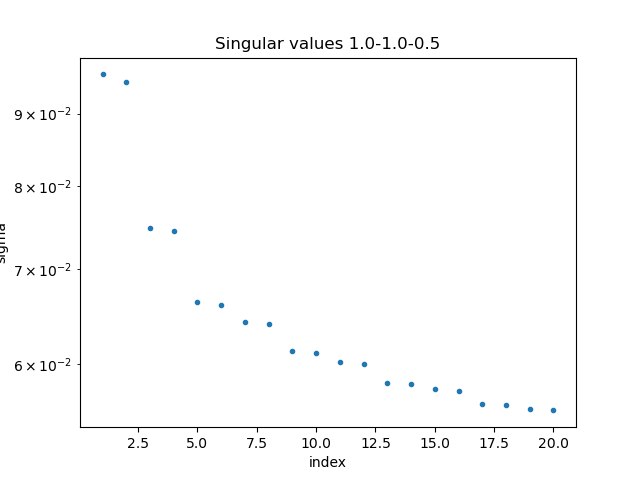 Singular values 1.0-1.0-0.5
9 × 10⁻²
8 × 10⁻²
sigma
7 × 10⁻²
6 × 10⁻²
2.5 5.0 7.5 10.0 12.5 15.0 17.5 20.0
index